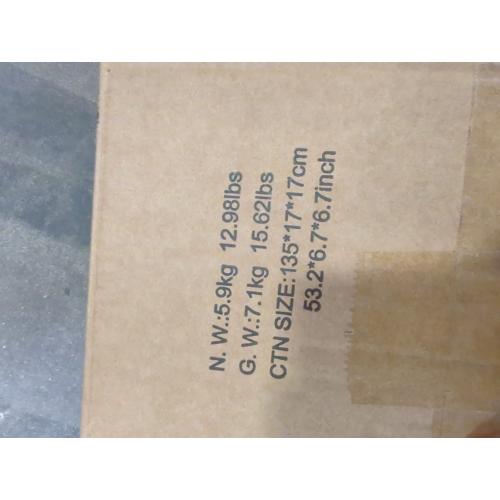 N. W.:5.9kg 12.98lbs
G. W.:7.1kg 15.62lbs
CTN SIZE:135*17*17cm
53.2*6.7*6.7inch